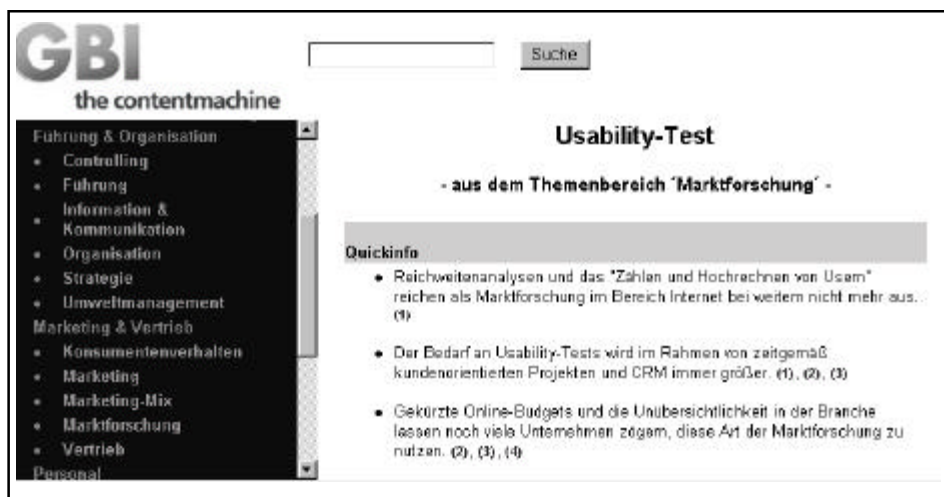 GBI
Suche
the contentmachine
Führung & Organisation
• Controlling
• Führung
• Information &
Kommunikation
• Organisation
• Strategie
• Umweltmanagement
Marketing & Vertrieb
• Konsumentenverhalten
• Marketing
• Marketing-Mix
• Marktforschung
• Vertrieb
Personal
Usability-Test
- aus dem Themenbereich ´Marktforschung´ -
Quickinfo
• Reichweitenanalysen und das "Zählen und Hochrechnen von Usern"
reichen als Marktforschung im Bereich Internet bei weitem nicht mehr aus.
(1)
• Der Bedarf an Usability-Tests wird im Rahmen von zeitgemäß
kundenorientierten Projekten und CRM immer größer. (1), (2), (3)
• Gekürzte Online-Budgets und die Unübersichtlichkeit in der Branche
lassen noch viele Unternehmen zögern, diese Art der Marktforschung zu
nutzen. (2), (3), (4)